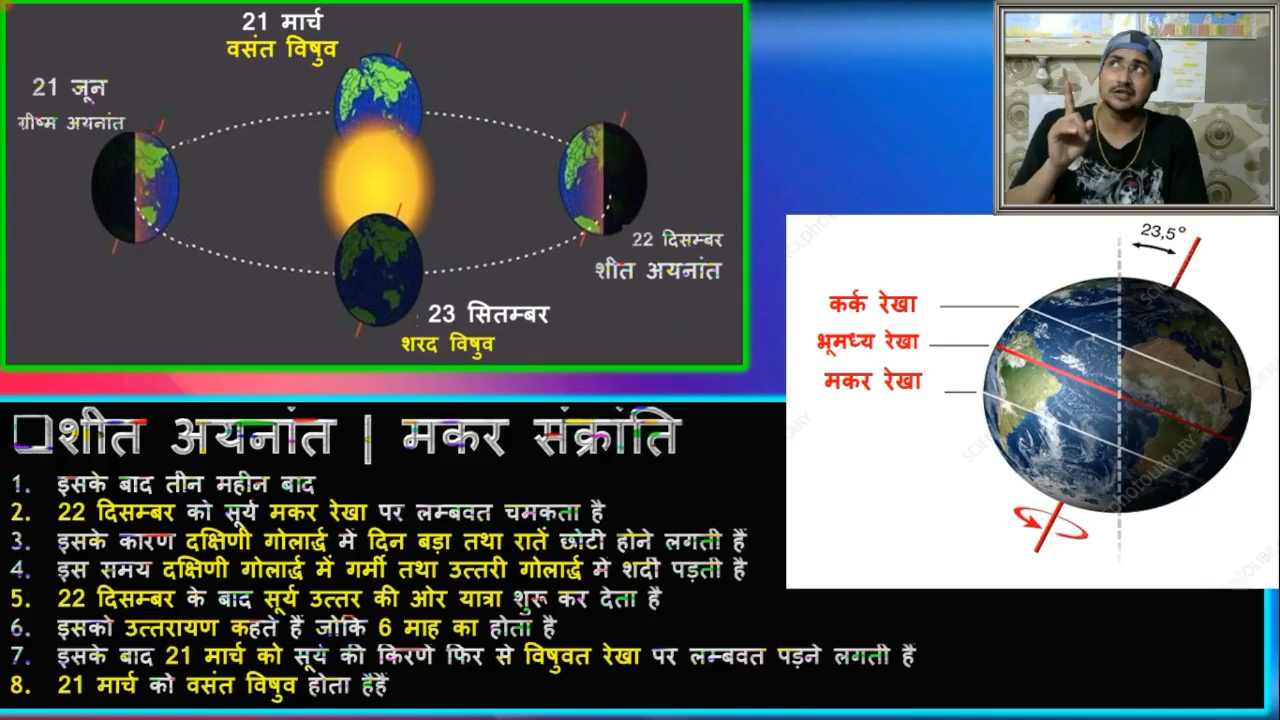 21 मार्च
वसंत विषुव
21 जून
ग्रीष्म अयनांत
22 दिसम्बर
शीत अयनांत
23 सितम्बर
शरद विषुव
23,5°
कर्क रेखा
भूमध्य रेखा
मकर रेखा
❑शीत अयनांत | मकर संक्रांति
1. इसके बाद तीन महीन बाद
2. 22 दिसम्बर को सूर्य मकर रेखा पर लम्बवत चमकता है
3. इसके कारण दक्षिणी गोलार्द्ध में दिन बड़ा तथा रातें छोटी होने लगती हैं
4. इस समय दक्षिणी गोलार्द्ध में गर्मी तथा उत्तरी गोलार्द्ध मे शर्दी पड़ती है
5. 22 दिसम्बर के बाद सूर्य उत्तर की ओर यात्रा शुरू कर देता है
6. इसको उत्तरायण कहते हैं जोकि 6 माह का होता है
7. इसके बाद 21 मार्च को सूर्य की किरणे फिर से विषुवत रेखा पर लम्बवत पड़ने लगती हैं
8. 21 मार्च को वसंत विषुव होता हैहैं